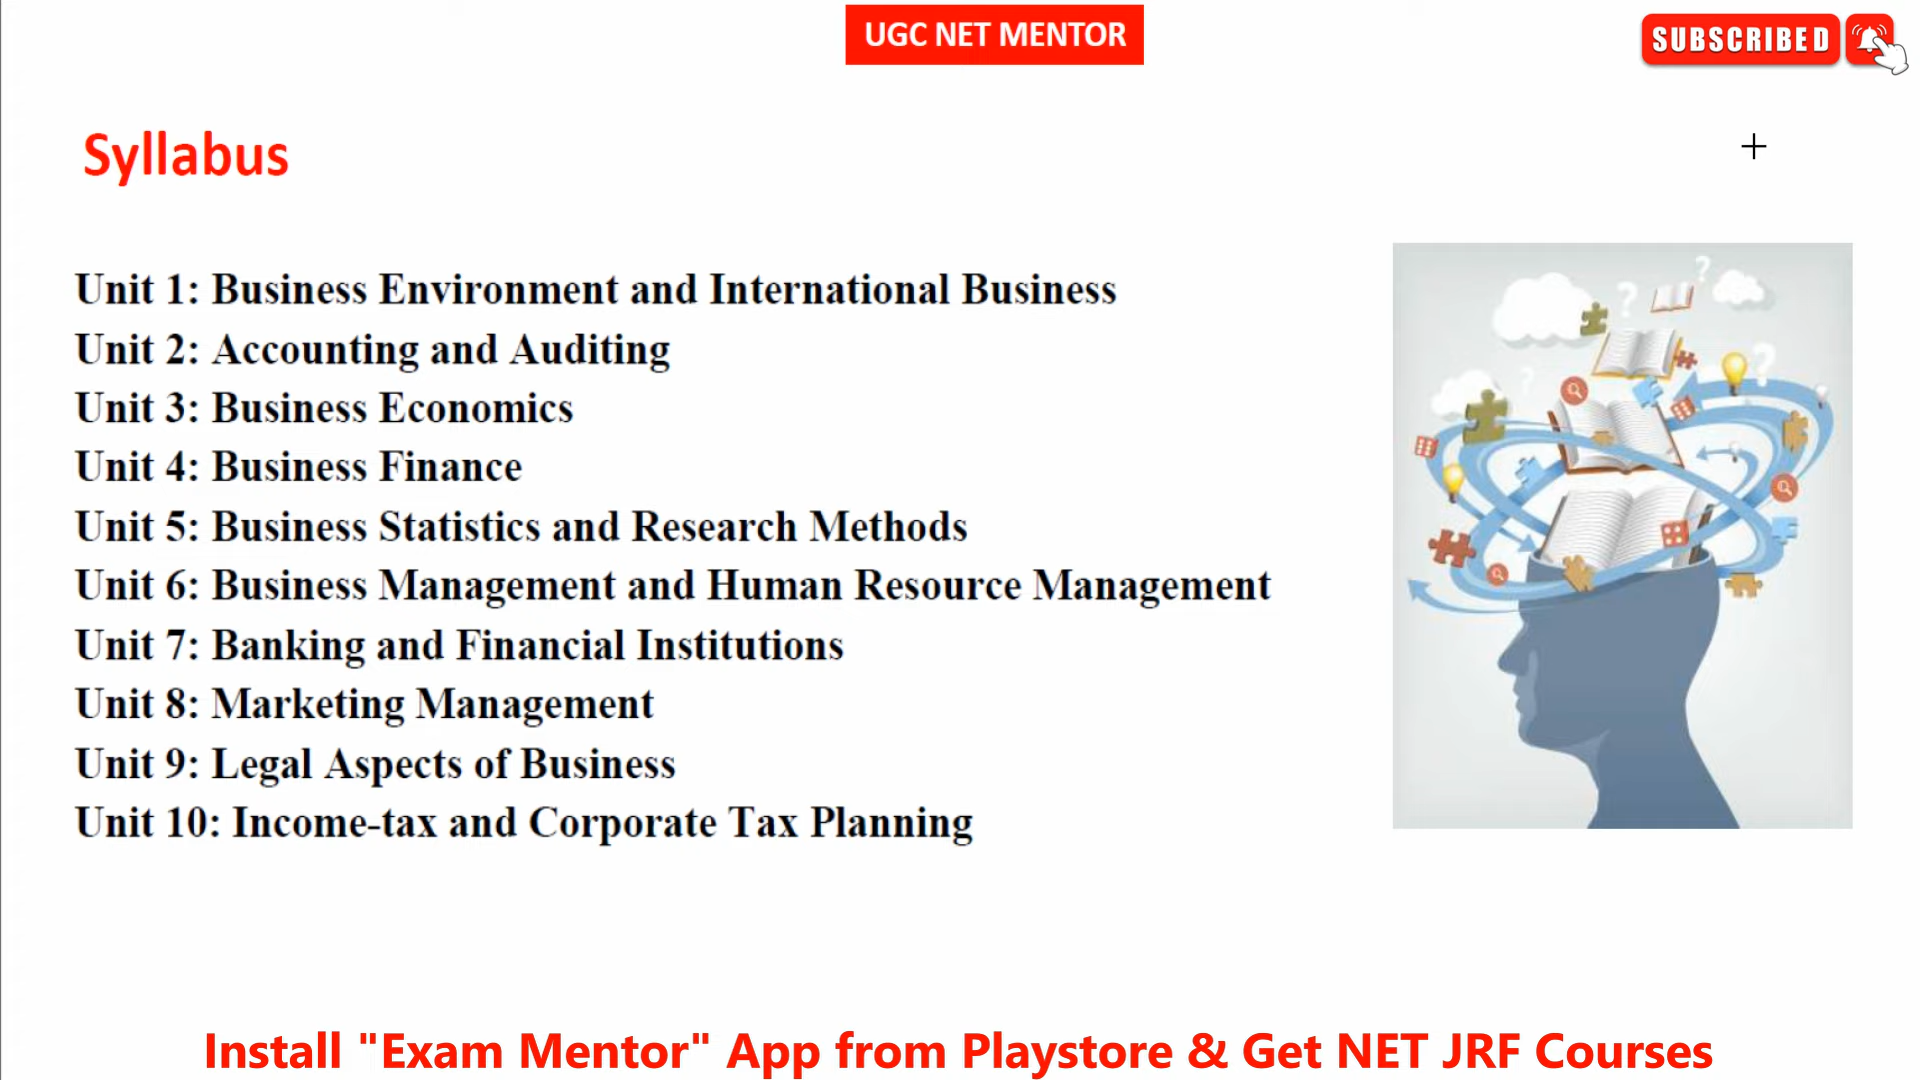 UGC NET MENTOR
SUBSCRIBED
Syllabus
Unit 1: Business Environment and International Business
Unit 2: Accounting and Auditing
Unit 3: Business Economics
Unit 4: Business Finance
Unit 5: Business Statistics and Research Methods
Unit 6: Business Management and Human Resource Management
Unit 7: Banking and Financial Institutions
Unit 8: Marketing Management
Unit 9: Legal Aspects of Business
Unit 10: Income-tax and Corporate Tax Planning
Install "Exam Mentor" App from Playstore & Get NET JRF Courses